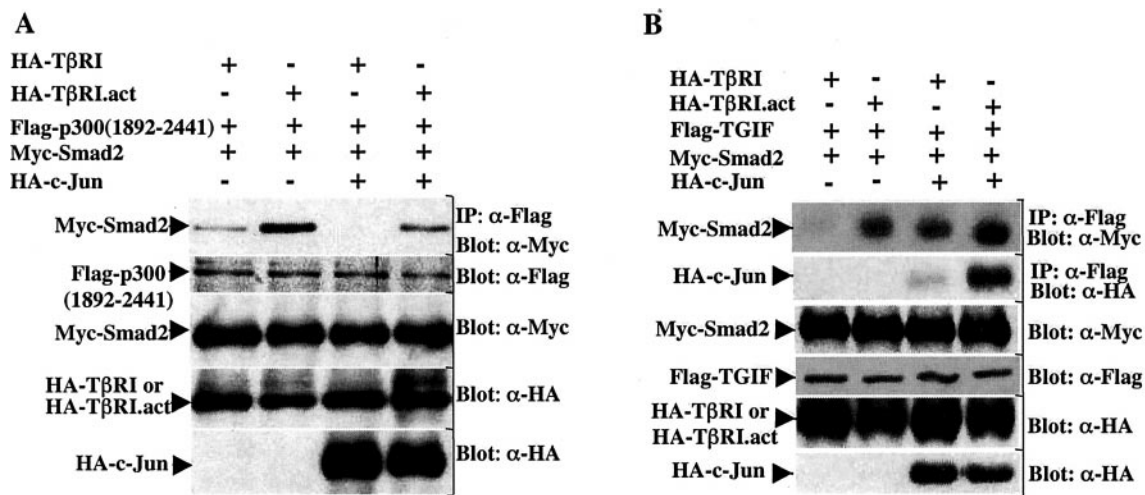 A
HA-TβRI + - + -
HA-TβRI.act - + - +
Flag-p300(1892-2441) + + + +
Myc-Smad2 + + + +
HA-c-Jun - - + +
Myc-Smad2 IP: α-Flag
Blot: α-Myc
Flag-p300 Blot: α-Flag
(1892-2441)
Myc-Smad2 Blot: α-Myc
HA-TβRI or
HA-TβRI.act Blot: α-HA
HA-c-Jun Blot: α-HA
B
HA-TβRI + - + -
HA-TβRI.act - + - +
Flag-TGIF + + + +
Myc-Smad2 + + + +
HA-c-Jun - - + +
Myc-Smad2 IP: α-Flag
Blot: α-Myc
HA-c-Jun IP: α-Flag
Blot: α-HA
Myc-Smad2 Blot: α-Myc
Flag-TGIF Blot: α-Flag
HA-TβRI or
HA-TβRI.act Blot: α-HA
HA-c-Jun Blot: α-HA